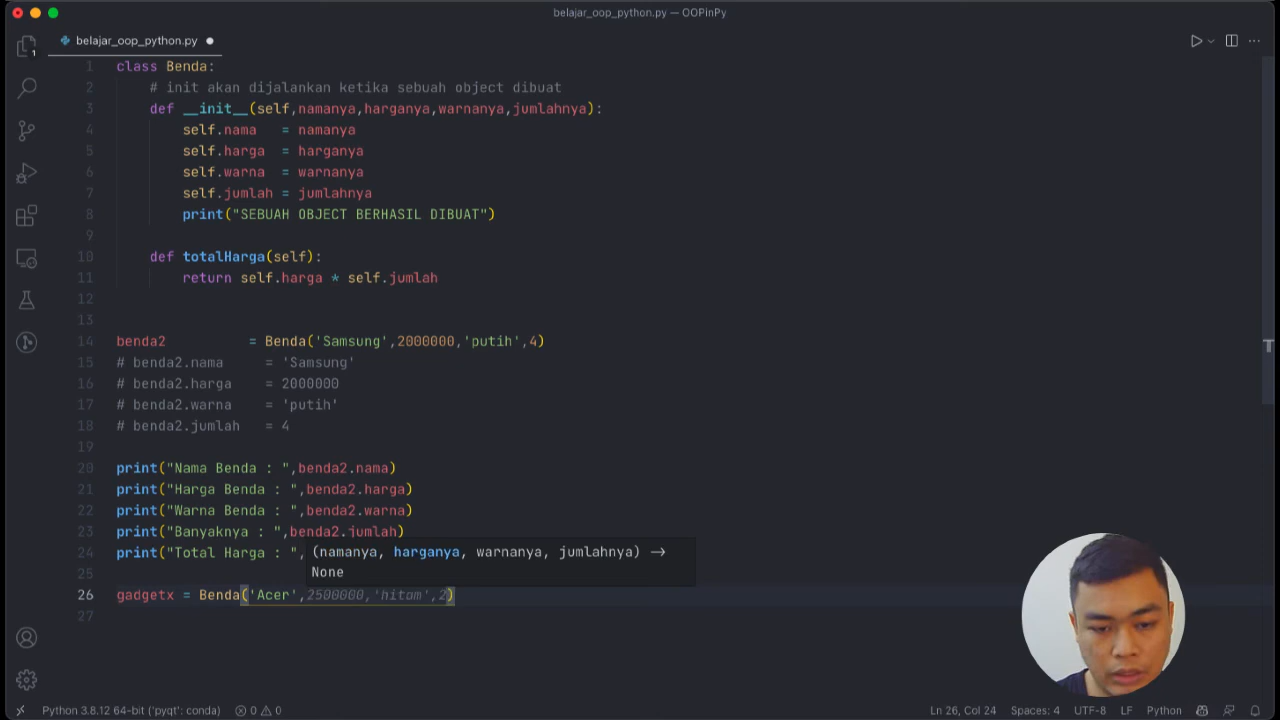 belajar_oop_python.py — OOPinPy
belajar_oop_python.py
1 class Benda:
2 # init akan dijalankan ketika sebuah object dibuat
3 def __init__(self,namanya,harganya,warnanya,jumlahnya):
4 self.nama = namanya
5 self.harga = harganya
6 self.warna = warnanya
7 self.jumlah = jumlahnya
8 print("SEBUAH OBJECT BERHASIL DIBUAT")
9
10 def totalHarga(self):
11 return self.harga * self.jumlah
12
13
14 benda2 = Benda('Samsung',2000000,'putih',4)
15 # benda2.nama = 'Samsung'
16 # benda2.harga = 2000000
17 # benda2.warna = 'putih'
18 # benda2.jumlah = 4
19
20 print("Nama Benda : ",benda2.nama)
21 print("Harga Benda : ",benda2.harga)
22 print("Warna Benda : ",benda2.warna)
23 print("Banyaknya : ",benda2.jumlah)
24 print("Total Harga : ",
(namanya, harganya, warnanya, jumlahnya) ->
None
25
26 gadgetx = Benda('Acer',2500000,'hitam',2)
27
Python 3.8.12 64-bit ('pyqt': conda) 0 0 Ln 26, Col 24 Spaces: 4 UTF-8 LF Python